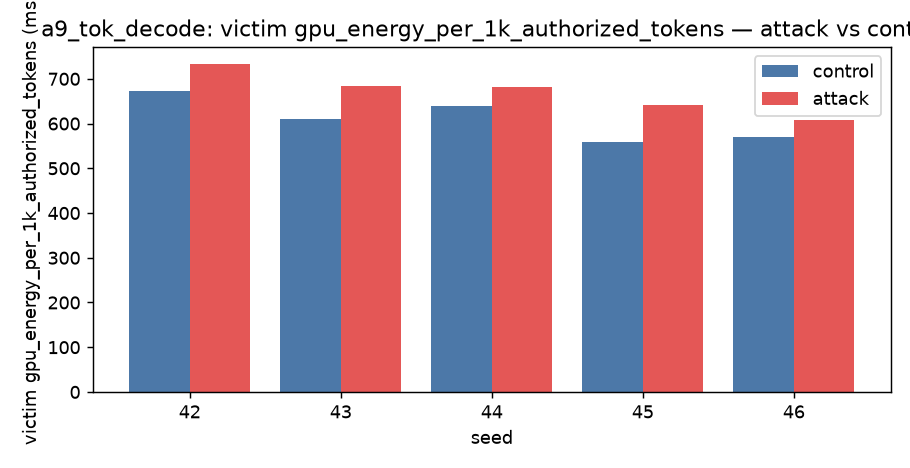 a9_tok_decode: victim gpu_energy_per_1k_authorized_tokens — attack vs cont
victim gpu_energy_per_1k_authorized_tokens (ms
700
600
500
400
300
200
100
0
control
attack
42 43 44 45 46
seed